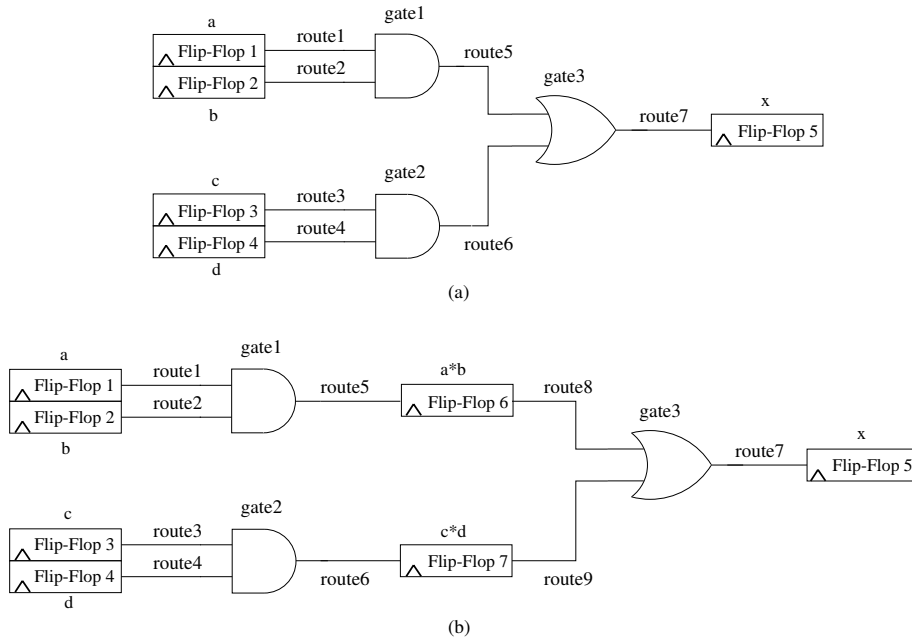 gate1
a
route1
route5
Flip-Flop 1
route2
gate3
Flip-Flop 2
route7
x
b
Flip-Flop 5
gate2
c
route3
Flip-Flop 3
route4
Flip-Flop 4
route6
d
(a)
gate1
a
route1
a*b
route5
route8
Flip-Flop 1
route2
Flip-Flop 6
gate3
Flip-Flop 2
route7
x
b
Flip-Flop 5
gate2
c
route3
c*d
Flip-Flop 3
route4
Flip-Flop 7
Flip-Flop 4
route6
route9
d
(b)